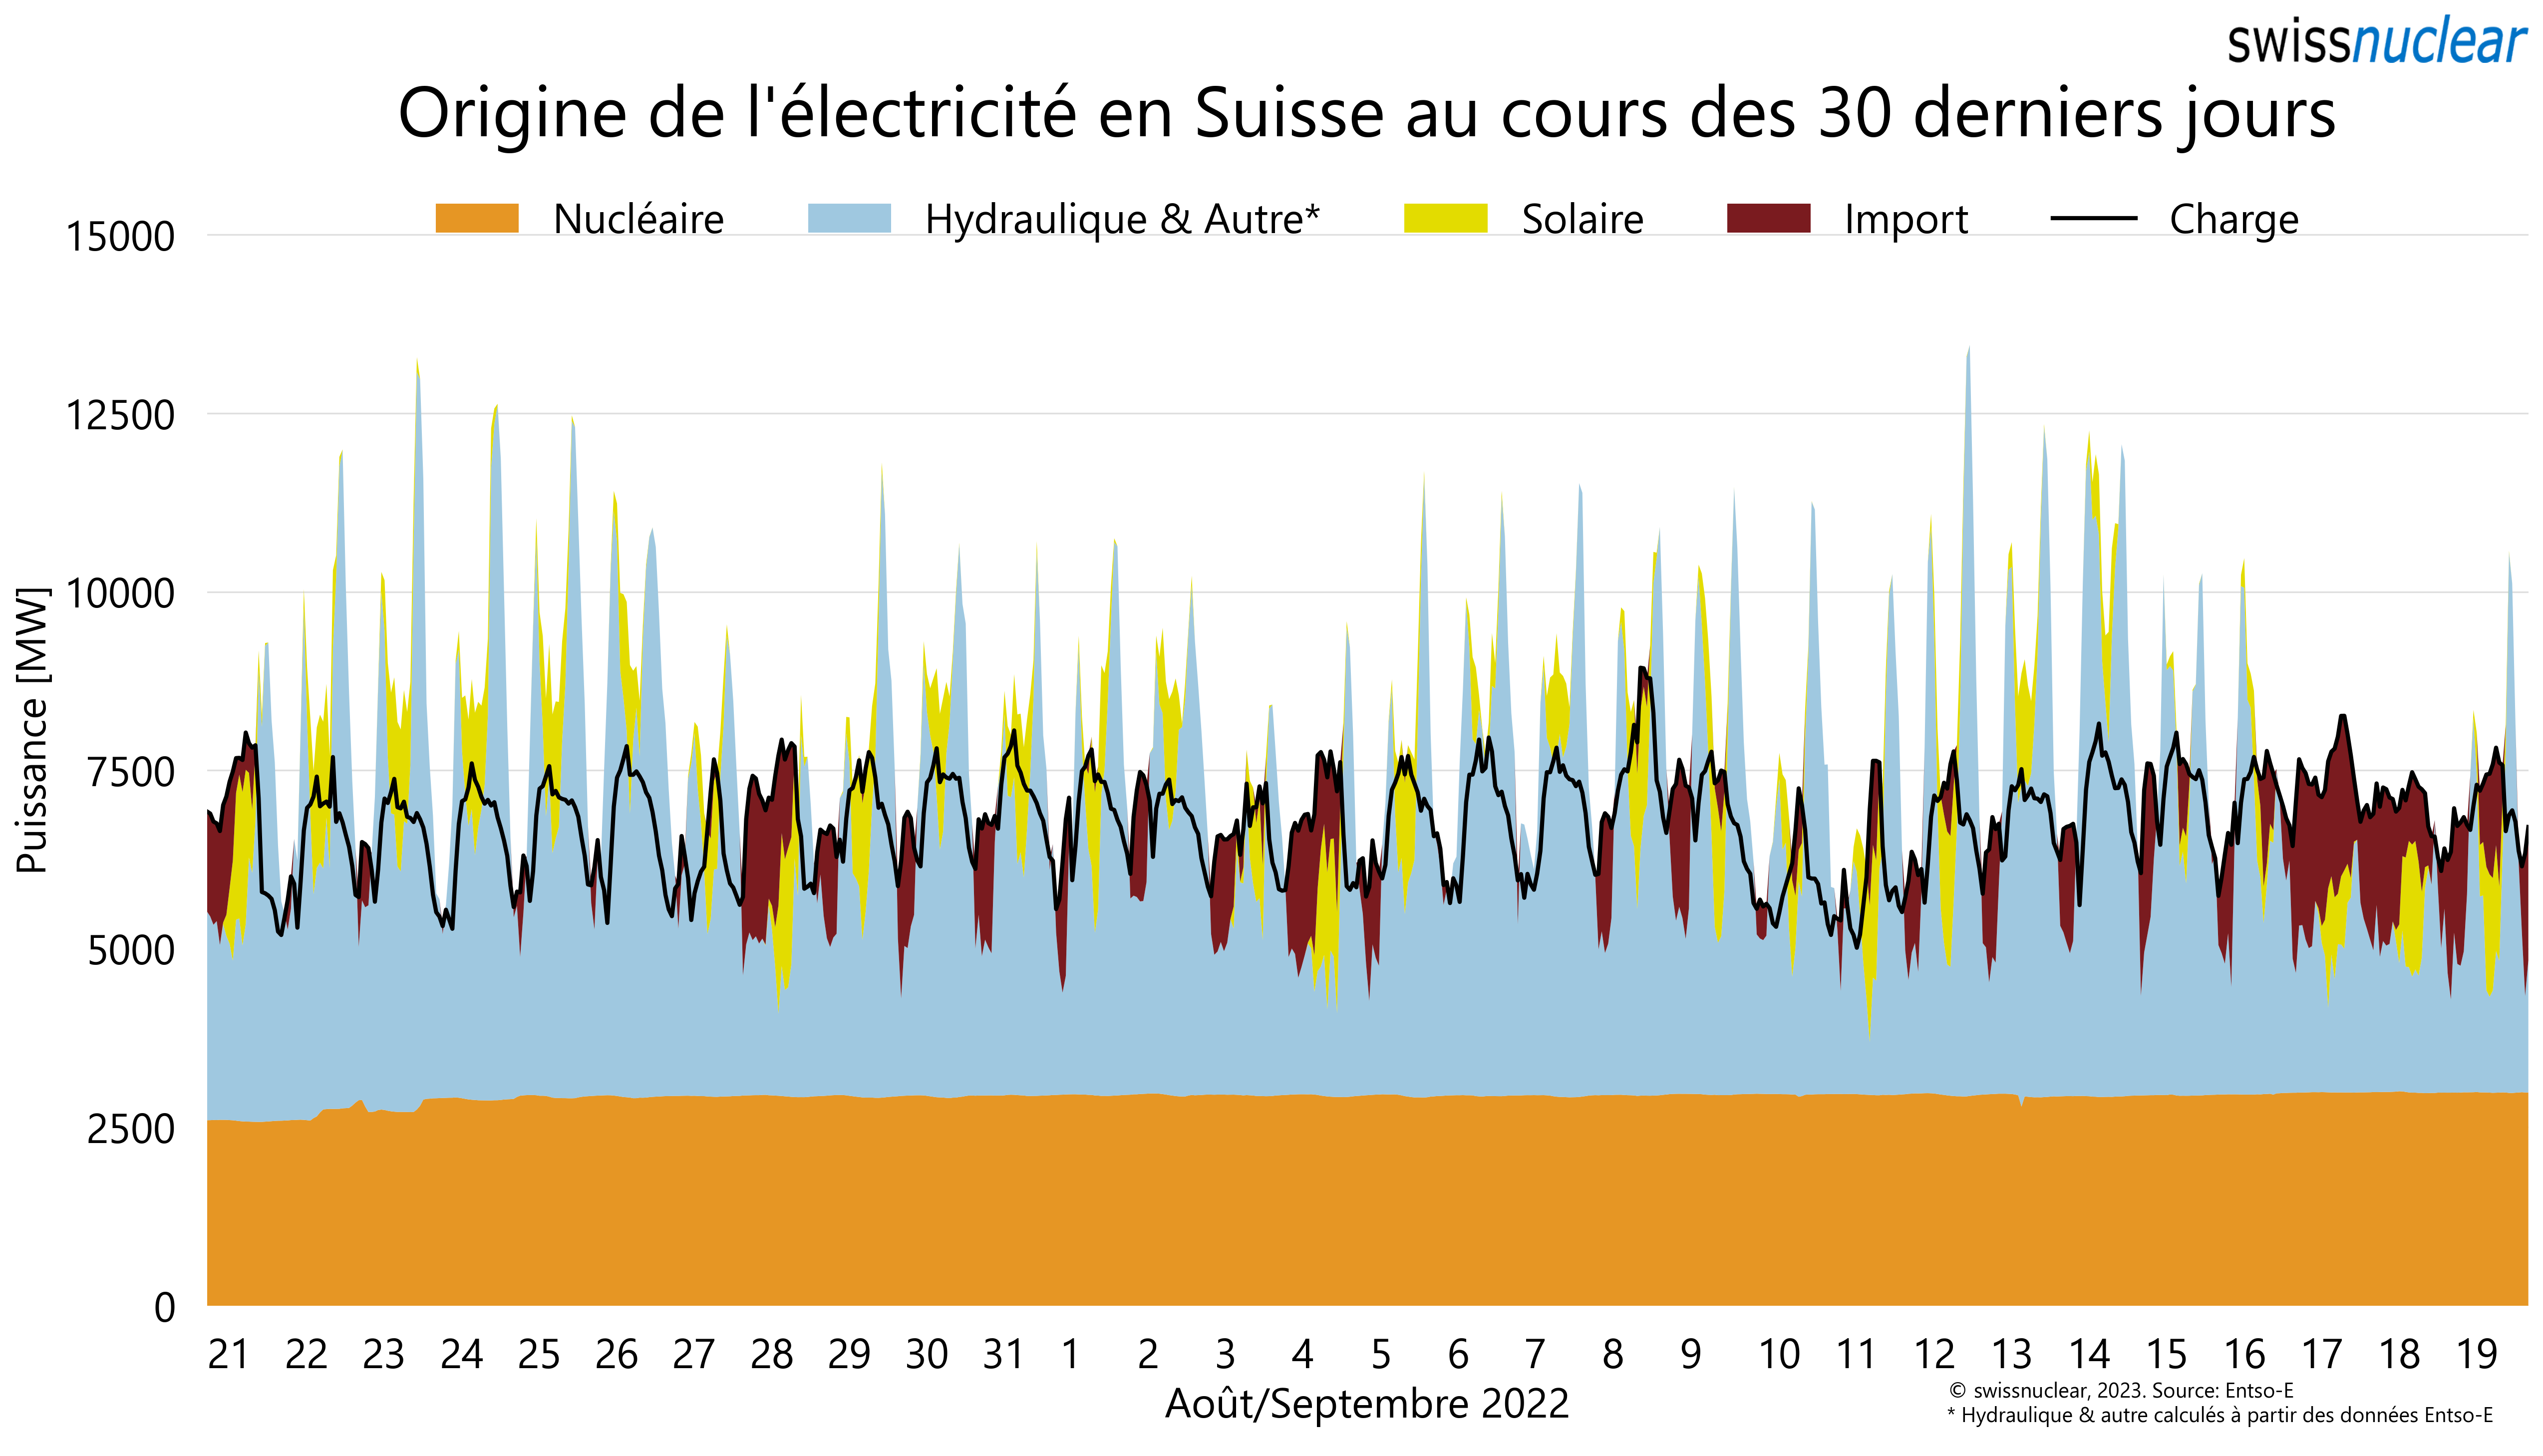 swissnuclear
Origine de l'électricité en Suisse au cours des 30 derniers jours
Nucléaire Hydraulique & Autre* Solaire Import Charge
15000
12500
10000
7500
5000
2500
0
Puissance [MW]
21 22 23 24 25 26 27 28 29 30 31 1 2 3 4 5 6 7 8 9 10 11 12 13 14 15 16 17 18 19
Août/Septembre 2022
© swissnuclear, 2023. Source: Entso-E
* Hydraulique & autre calculés à partir des données Entso-E